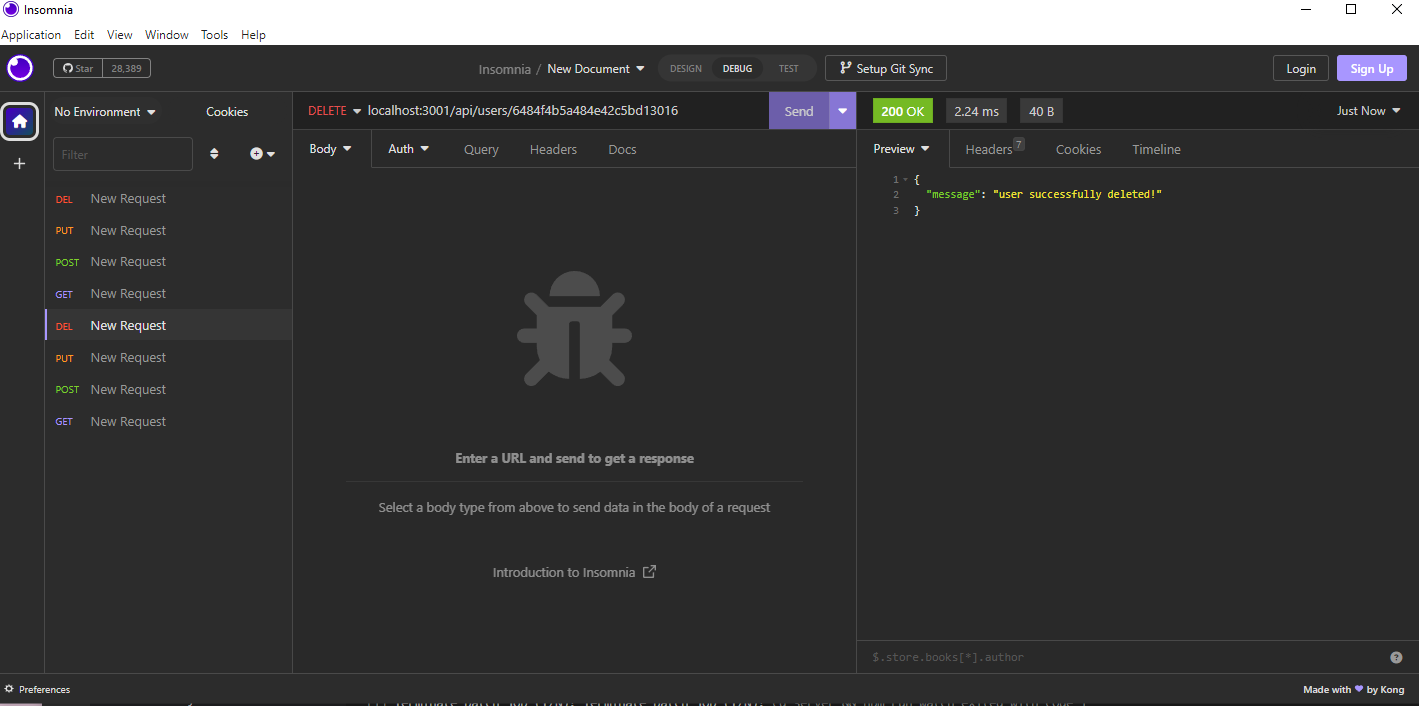 Insomnia
Application Edit View Window Tools Help
Star 28,389
Insomnia / New Document
DESIGN DEBUG TEST
Setup Git Sync
Login Sign Up
No Environment Cookies
Filter
DEL New Request
PUT New Request
POST New Request
GET New Request
DEL New Request
PUT New Request
POST New Request
GET New Request
DELETE localhost:3001/api/users/6484f4b5a484e42c5bd13016 Send
Body Auth Query Headers Docs
Enter a URL and send to get a response
Select a body type from above to send data in the body of a request
Introduction to Insomnia
200 OK 2.24 ms 40 B Just Now
Preview Headers 7 Cookies Timeline
1 {
2 "message": "user successfully deleted!"
3 }
$.store.books[*].author
?
Preferences
Made with ❤ by Kong